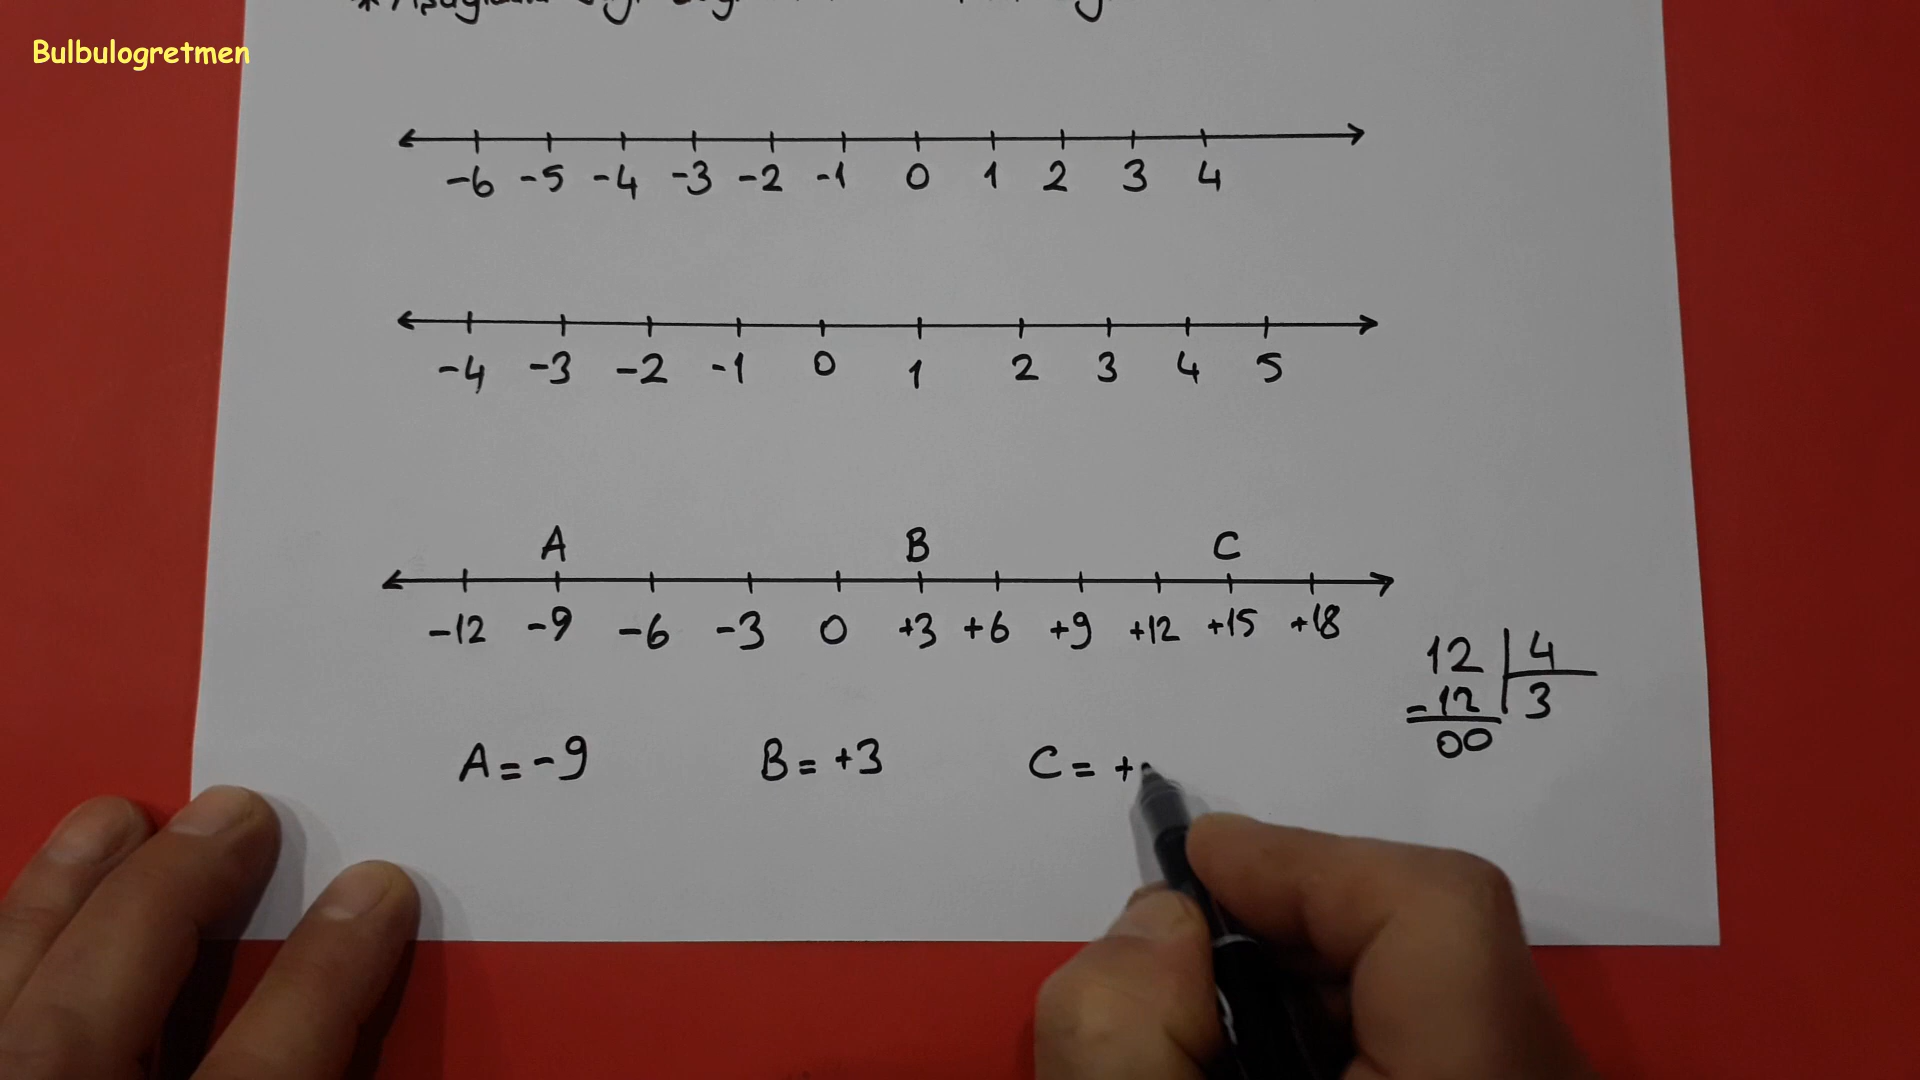 Bulbulogretmen
-6 -5 -4 -3 -2 -1 0 1 2 3 4
-4 -3 -2 -1 0 1 2 3 4 5
A B C
-12 -9 -6 -3 0 +3 +6 +9 +12 +15 +18
12 4
-12 3
00
A = -9 B = +3 C = +